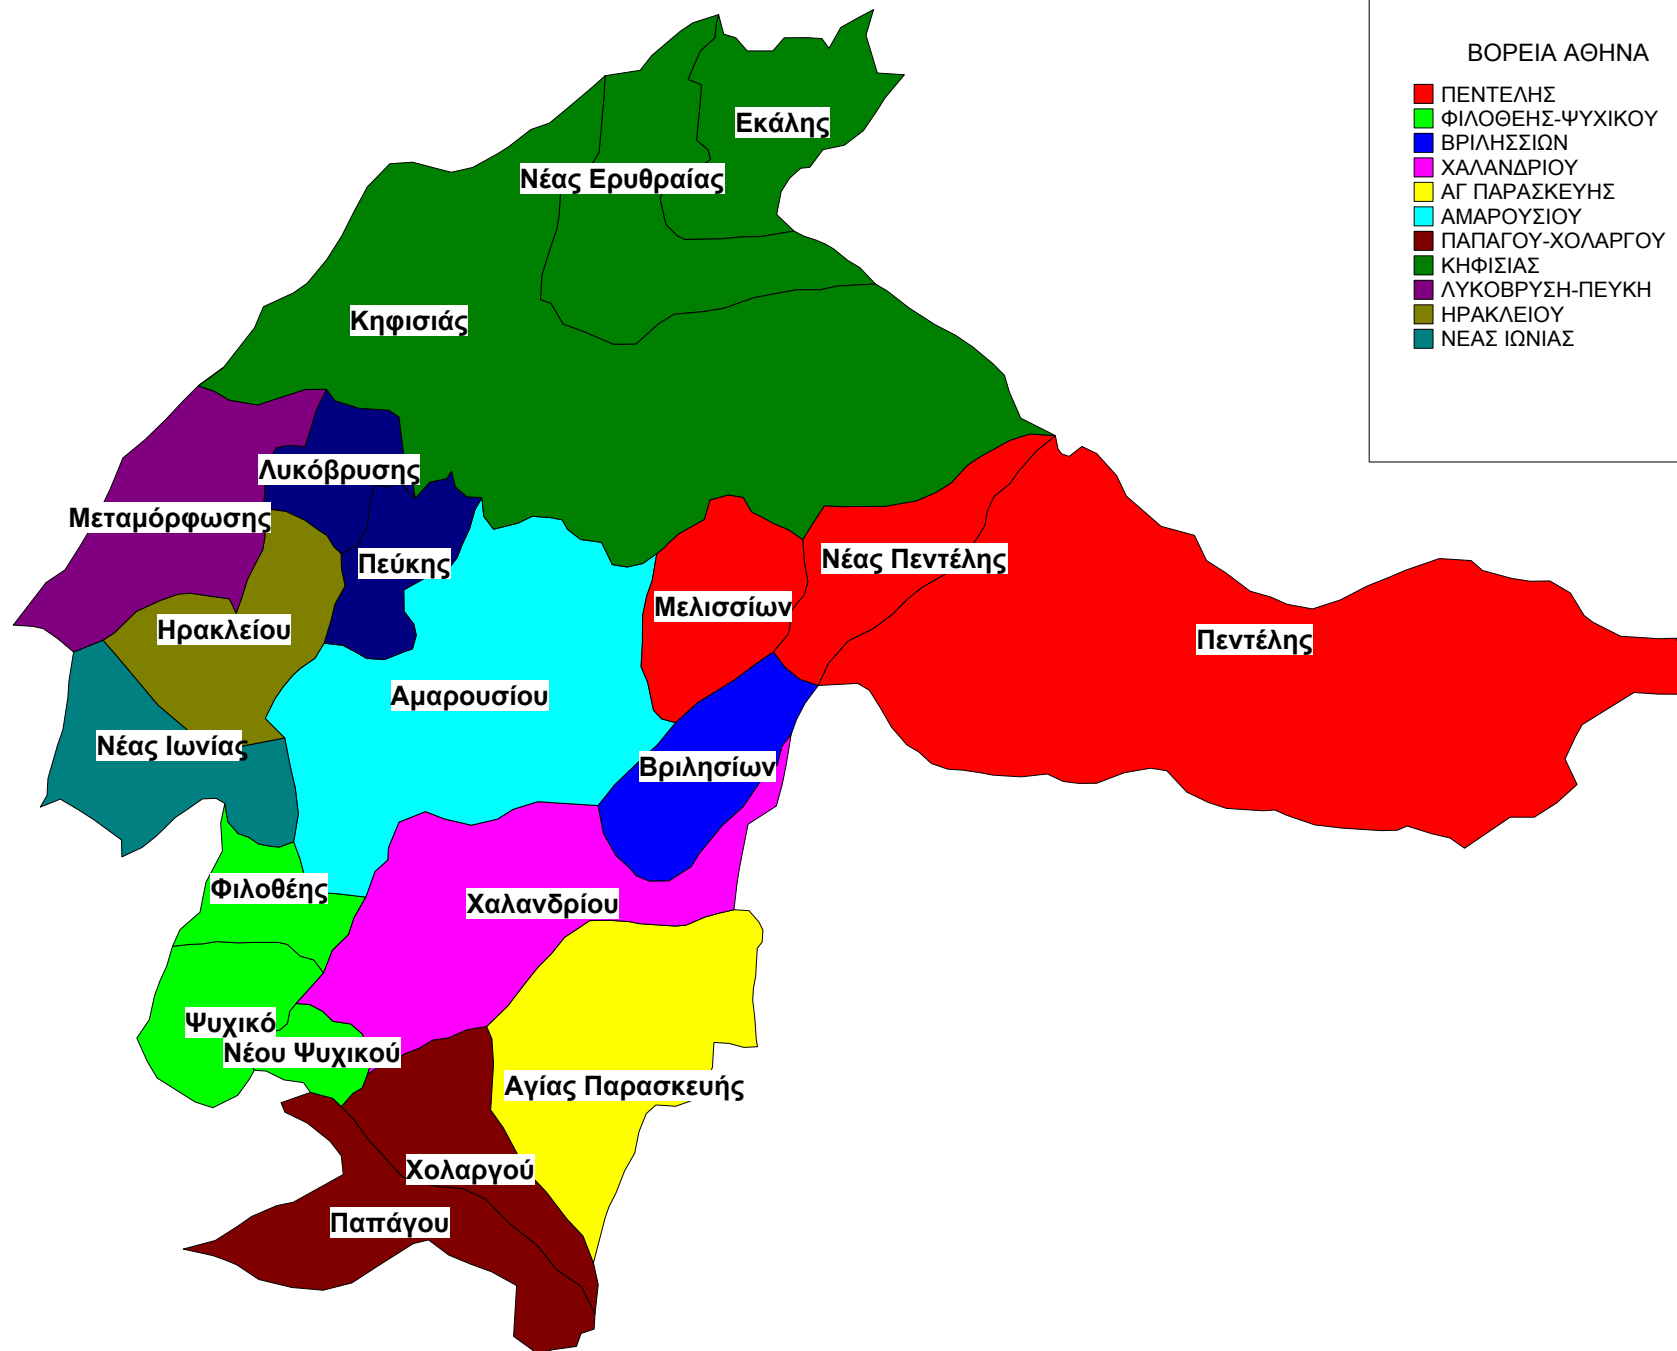 ΒΟΡΕΙΑ ΑΘΗΝΑ
ΠΕΝΤΕΛΗΣ
ΦΙΛΟΘΕΗΣ-ΨΥΧΙΚΟΥ
ΒΡΙΛΗΣΣΙΩΝ
ΧΑΛΑΝΔΡΙΟΥ
ΑΓ ΠΑΡΑΣΚΕΥΗΣ
ΑΜΑΡΟΥΣΙΟΥ
ΠΑΠΑΓΟΥ-ΧΟΛΑΡΓΟΥ
ΚΗΦΙΣΙΑΣ
ΛΥΚΟΒΡΥΣΗ-ΠΕΥΚΗ
ΗΡΑΚΛΕΙΟΥ
ΝΕΑΣ ΙΩΝΙΑΣ
Εκάλης
Νέας Ερυθραίας
Κηφισιάς
Λυκόβρυσης
Μεταμόρφωσης
Πεύκης
Νέας Πεντέλης
Μελισσίων
Ηρακλείου
Πεντέλης
Αμαρουσίου
Νέας Ιωνίας
Βριλησίων
Φιλοθέης
Χαλανδρίου
Ψυχικό
Νέου Ψυχικού
Αγίας Παρασκευής
Χολαργού
Παπάγου